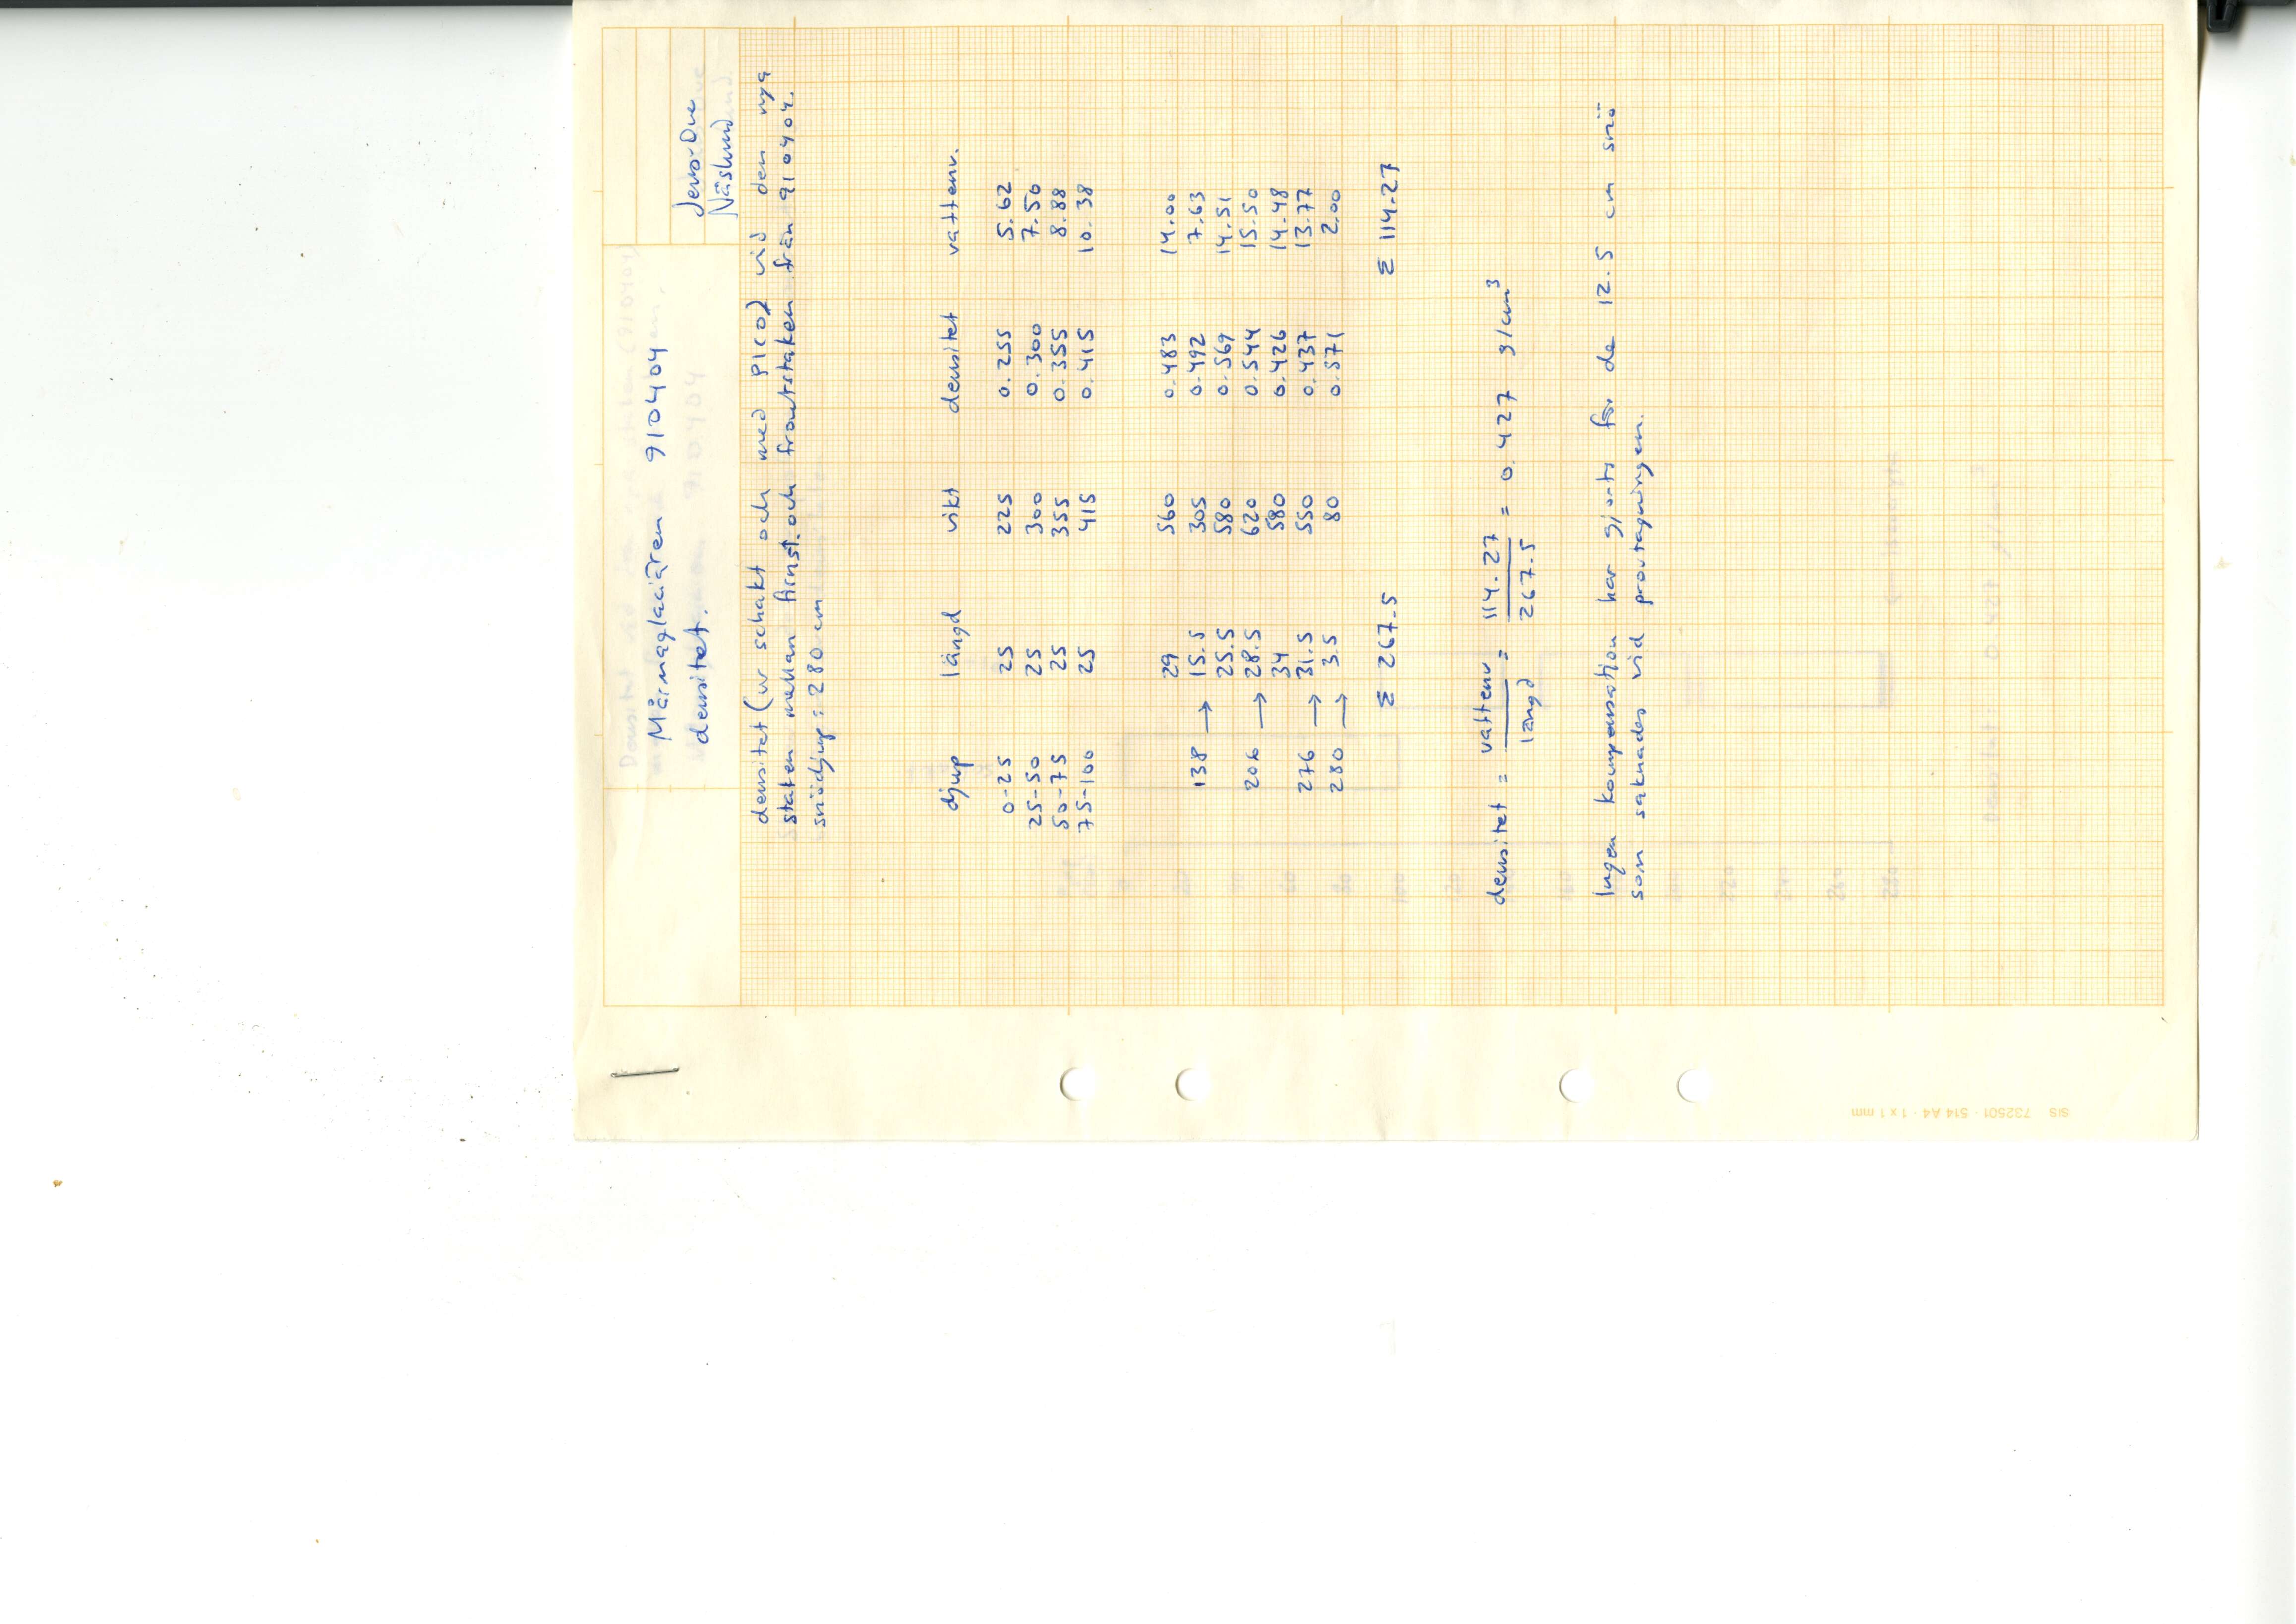 Mårmaglaciären 910404
densitet.
Jens-Ove
Näslund
densitet (ur schakt och med PICO) vid den nya
staken mellan firnst. och frontstaken från 910404.
snödjup: 280 cm
djup längd vikt densitet vattenv.
0-25 25 225 0.255 5.62
25-50 25 300 0.300 7.50
50-75 25 355 0.355 8.88
75-100 25 415 0.415 10.38
29 560 0.483 14.00
138 → 15.5 305 0.492 7.63
25.5 580 0.569 14.51
206 → 28.5 620 0.544 15.50
34 580 0.426 14.48
276 → 31.5 550 0.437 13.77
280 → 3.5 80 0.571 2.00
Σ 267.5 Σ 114.27
densitet = vattenv / längd = 114.27 / 267.5 = 0.427 g/cm³
Ingen kompensation har gjorts för de 12.5 cm snö
som saknades vid provtagningen.
SIS 732501 · 514 A4 · 1 x 1 mm